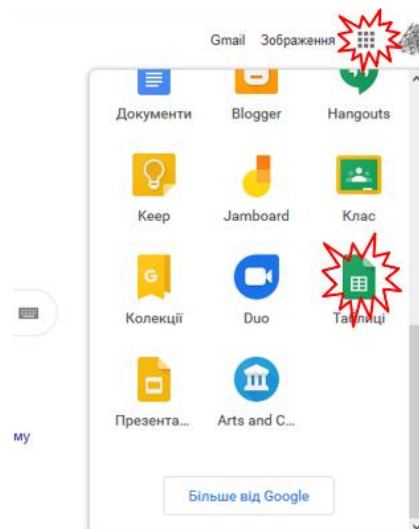 Gmail Зображення
Документи Blogger Hangouts
Keep Jamboard Клас
G
Колекції Duo Таблиці
Презента... Arts and C...
му
Більше від Google